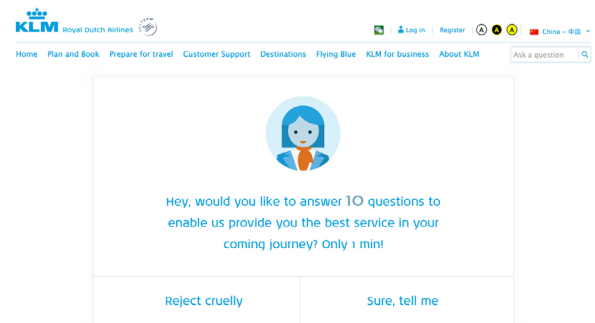 KLM Royal Dutch Airlines
Log in Register A A A China – 中国
Home Plan and Book Prepare for travel Customer Support Destinations Flying Blue KLM for business About KLM Ask a question
Hey, would you like to answer 10 questions to
enable us provide you the best service in your
coming journey? Only 1 min!
Reject cruelly Sure, tell me